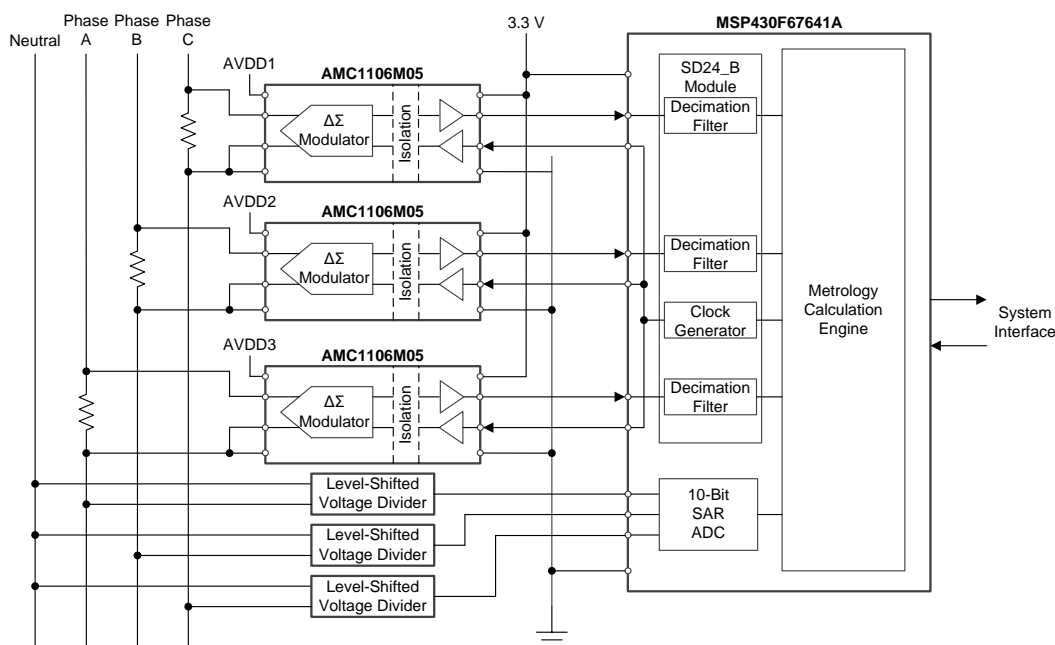 Neutral
Phase
A
Phase
B
Phase
C
3.3 V
MSP430F67641A
AVDD1
AMC1106M05
ΔΣ
Modulator
Isolation
SD24_B
Module
Decimation
Filter
AVDD2
AMC1106M05
ΔΣ
Modulator
Isolation
Decimation
Filter
Clock
Generator
Metrology
Calculation
Engine
System
Interface
AVDD3
AMC1106M05
ΔΣ
Modulator
Isolation
Decimation
Filter
Level-Shifted
Voltage Divider
Level-Shifted
Voltage Divider
Level-Shifted
Voltage Divider
10-Bit
SAR
ADC